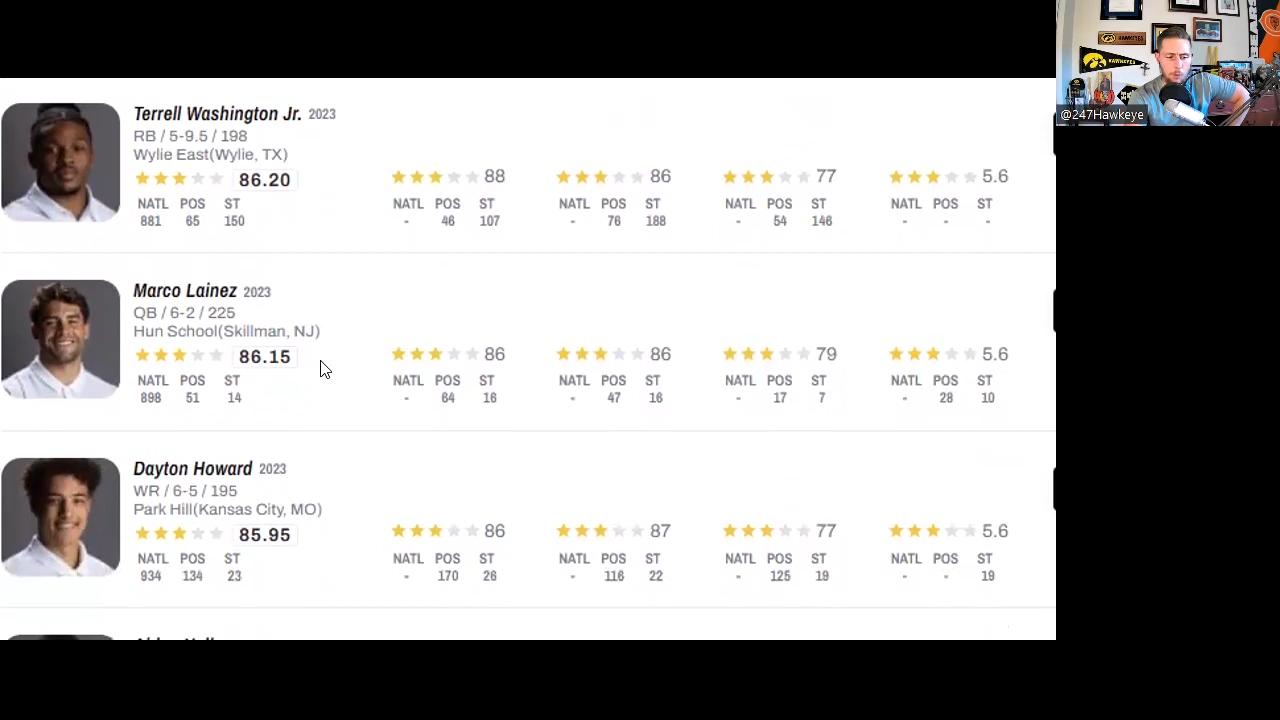 Terrell Washington Jr. 2023
RB / 5-9.5 / 198
Wylie East(Wylie, TX)
86.20 88 86 77 5.6
NATL POS ST NATL POS ST NATL POS ST NATL POS ST NATL POS ST
881 65 150 - 46 107 - 76 188 - 54 146 - - -
Marco Lainez 2023
QB / 6-2 / 225
Hun School(Skillman, NJ)
86.15 86 86 79 5.6
NATL POS ST NATL POS ST NATL POS ST NATL POS ST NATL POS ST
898 51 14 - 64 16 - 47 16 - 17 7 - 28 10
Dayton Howard 2023
WR / 6-5 / 195
Park Hill(Kansas City, MO)
85.95 86 87 77 5.6
NATL POS ST NATL POS ST NATL POS ST NATL POS ST NATL POS ST
934 134 23 - 170 26 - 116 22 - 125 19 - - 19
HAWKEYES
HAWKEYES
@247Hawkeye